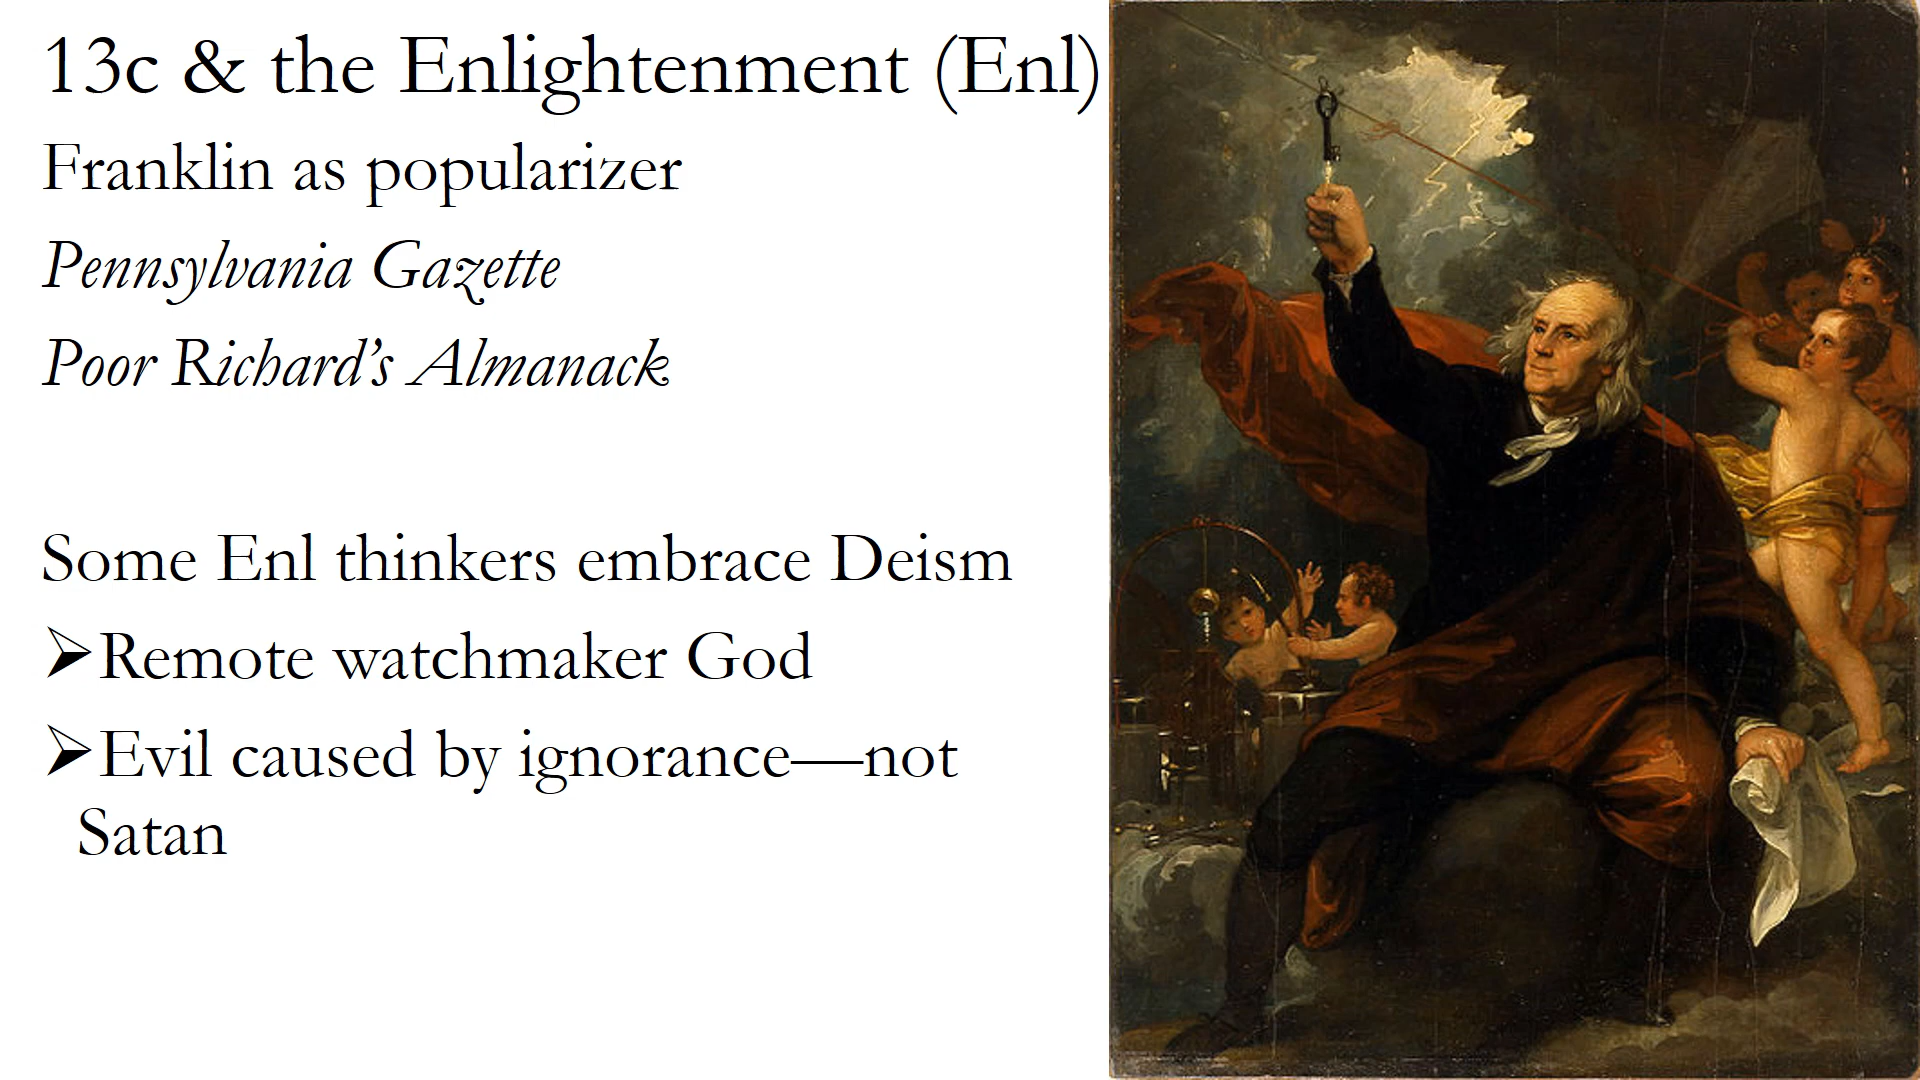 13c & the Enlightenment (Enl)
Franklin as popularizer
Pennsylvania Gazette
Poor Richard’s Almanack
Some Enl thinkers embrace Deism
➢Remote watchmaker God
➢Evil caused by ignorance—not
Satan